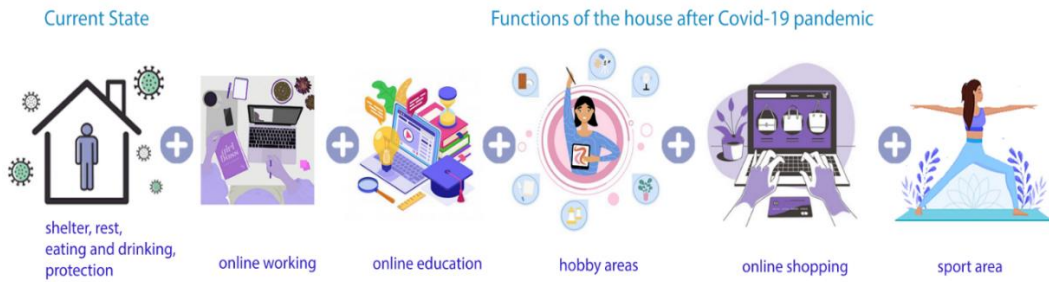 Current State
Functions of the house after Covid-19 pandemic
shelter, rest,
eating and drinking,
protection
online working
online education
hobby areas
online shopping
sport area